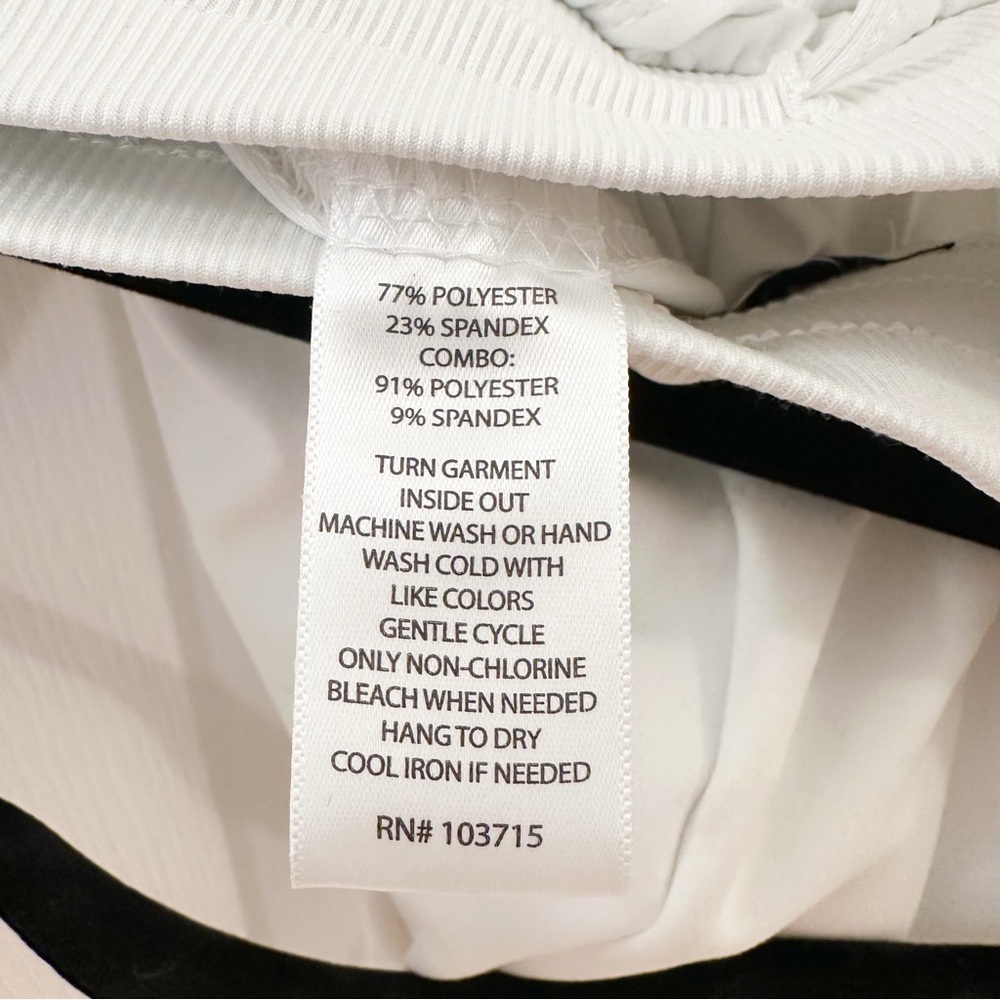 77% POLYESTER
23% SPANDEX
COMBO:
91% POLYESTER
9% SPANDEX
TURN GARMENT
INSIDE OUT
MACHINE WASH OR HAND
WASH COLD WITH
LIKE COLORS
GENTLE CYCLE
ONLY NON-CHLORINE
BLEACH WHEN NEEDED
HANG TO DRY
COOL IRON IF NEEDED
RN# 103715